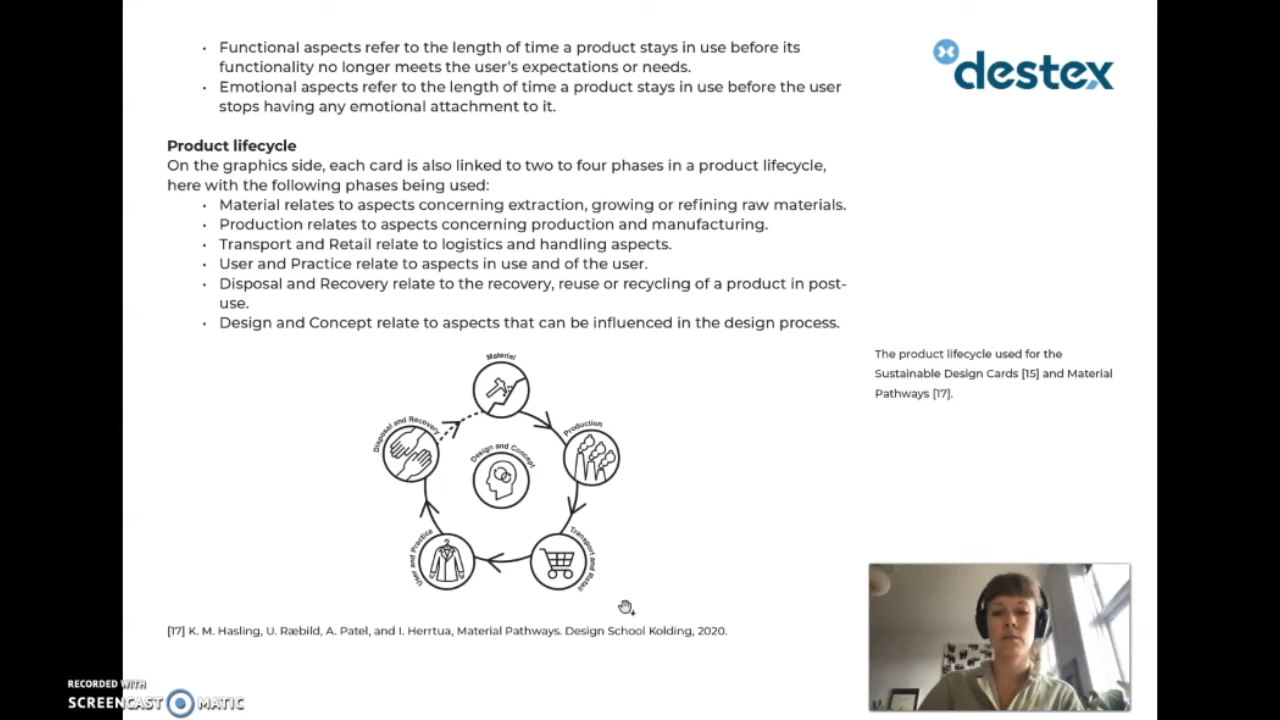 · Functional aspects refer to the length of time a product stays in use before its
functionality no longer meets the user's expectations or needs.
· Emotional aspects refer to the length of time a product stays in use before the user
stops having any emotional attachment to it.
destex
Product lifecycle
On the graphics side, each card is also linked to two to four phases in a product lifecycle,
here with the following phases being used:
· Material relates to aspects concerning extraction, growing or refining raw materials.
· Production relates to aspects concerning production and manufacturing.
· Transport and Retail relate to logistics and handling aspects.
· User and Practice relate to aspects in use and of the user.
· Disposal and Recovery relate to the recovery, reuse or recycling of a product in post-
use.
· Design and Concept relate to aspects that can be influenced in the design process.
The product lifecycle used for the
Sustainable Design Cards [15] and Material
Pathways [17].
Material
Production
Transport and Retail
User and Practice
Disposal and Recovery
Design and Concept
[17] K. M. Hasling, U. Ræbild, A. Patel, and I. Herrtua, Material Pathways. Design School Kolding, 2020.
RECORDED WITH
SCREENCAST MATIC